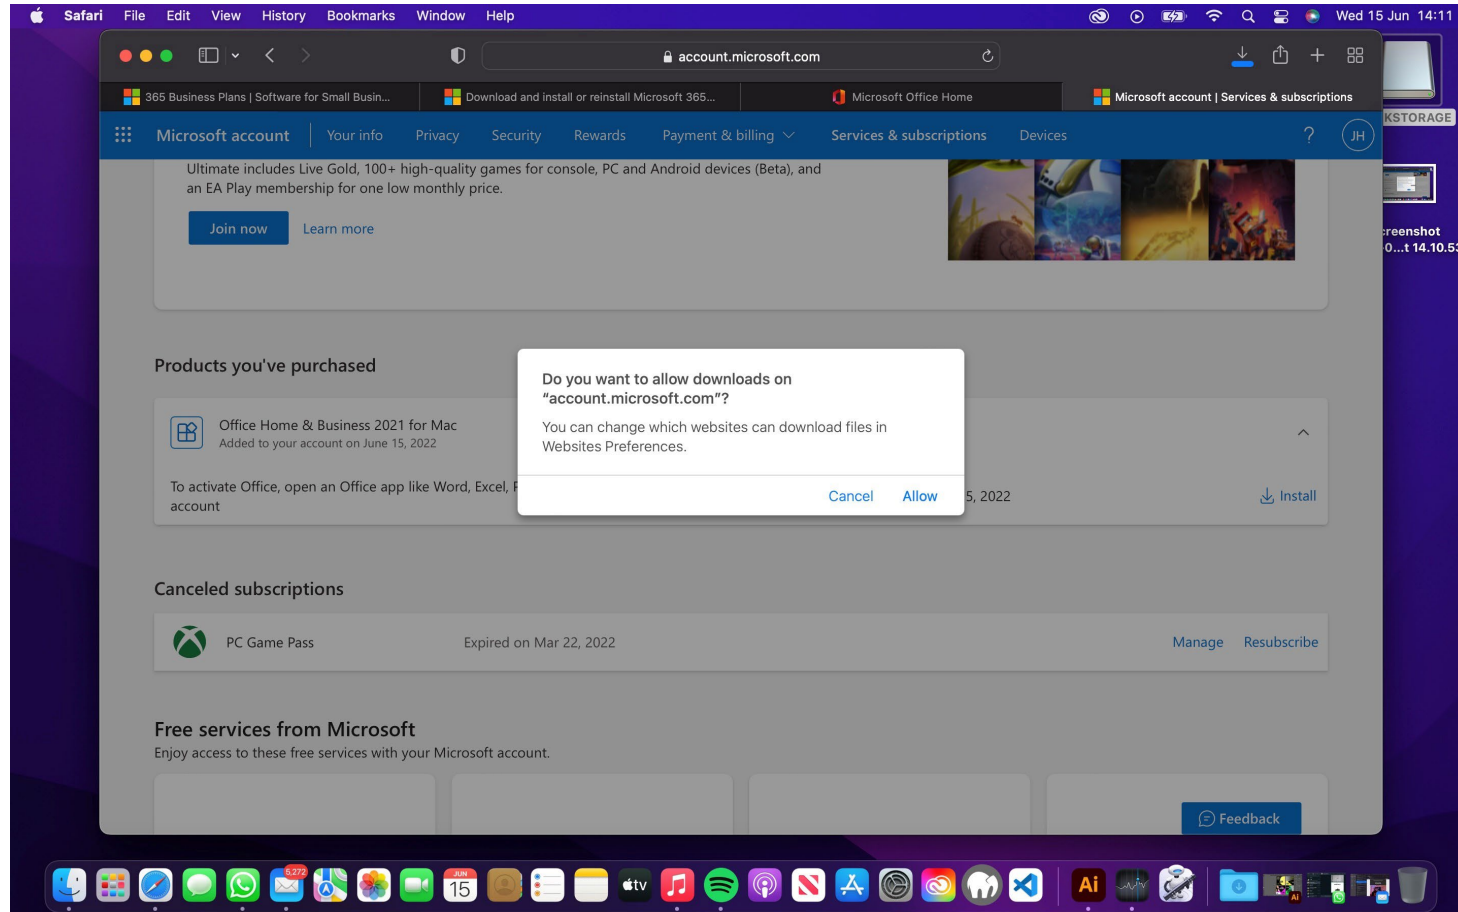 Safari File Edit View History Bookmarks Window Help
Wed 15 Jun 14:11
account.microsoft.com
365 Business Plans | Software for Small Busin...
Download and install or reinstall Microsoft 365...
Microsoft Office Home
Microsoft account | Services & subscriptions
KSTORAGE
Microsoft account Your info Privacy Security Rewards Payment & billing Services & subscriptions Devices ? JH
Ultimate includes Live Gold, 100+ high-quality games for console, PC and Android devices (Beta), and
an EA Play membership for one low monthly price.
Join now Learn more
creenshot
0...t 14.10.53
Products you've purchased
Office Home & Business 2021 for Mac
Added to your account on June 15, 2022
To activate Office, open an Office app like Word, Excel,
account
5, 2022
Install
Do you want to allow downloads on
“account.microsoft.com”?
You can change which websites can download files in
Websites Preferences.
Cancel Allow
Canceled subscriptions
PC Game Pass Expired on Mar 22, 2022 Manage Resubscribe
Free services from Microsoft
Enjoy access to these free services with your Microsoft account.
Feedback
5,272
JUN
15
tv
Ai